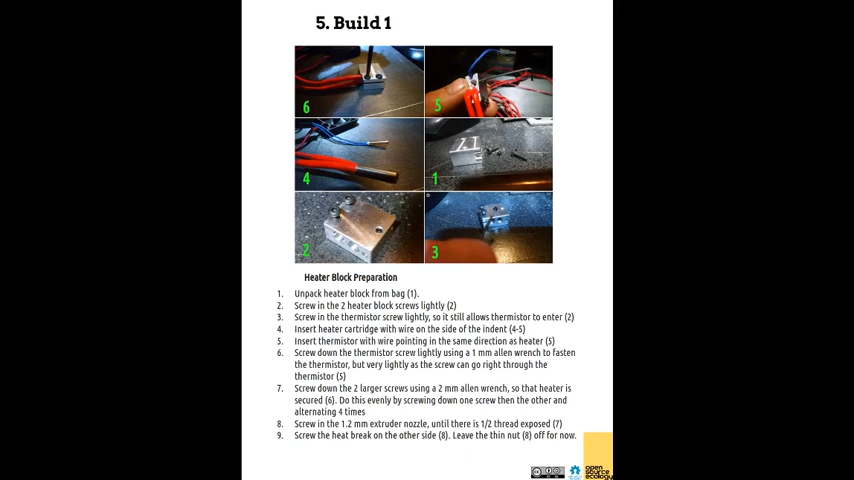 5. Build 1
6
5
4
1
2
3
Heater Block Preparation
1. Unpack heater block from bag (1).
2. Screw in the 2 heater block screws lightly (2)
3. Screw in the thermistor screw lightly, so it still allows thermistor to enter (2)
4. Insert heater cartridge with wire on the side of the indent (4-5)
5. Insert thermistor with wire pointing in the same direction as heater (5)
6. Screw down the thermistor screw lightly using a 1 mm allen wrench to fasten
the thermistor, but very lightly as the screw can go right through the
thermistor (5)
7. Screw down the 2 larger screws using a 2 mm allen wrench, so that heater is
secured (6). Do this evenly by screwing down one screw then the other and
alternating 4 times
8. Screw in the 1.2 mm extruder nozzle, until there is 1/2 thread exposed (7)
9. Screw the heat break on the other side (8). Leave the thin nut (8) off for now.
open
source
ecology